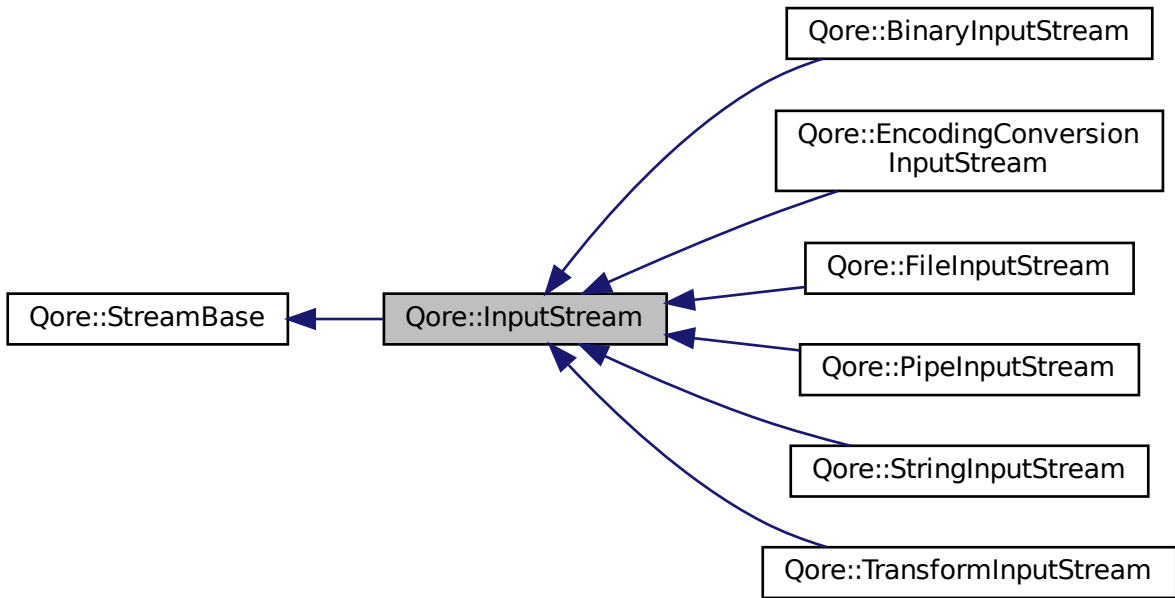 Qore::StreamBase
Qore::InputStream
Qore::BinaryInputStream
Qore::EncodingConversion
InputStream
Qore::FileInputStream
Qore::PipeInputStream
Qore::StringInputStream
Qore::TransformInputStream